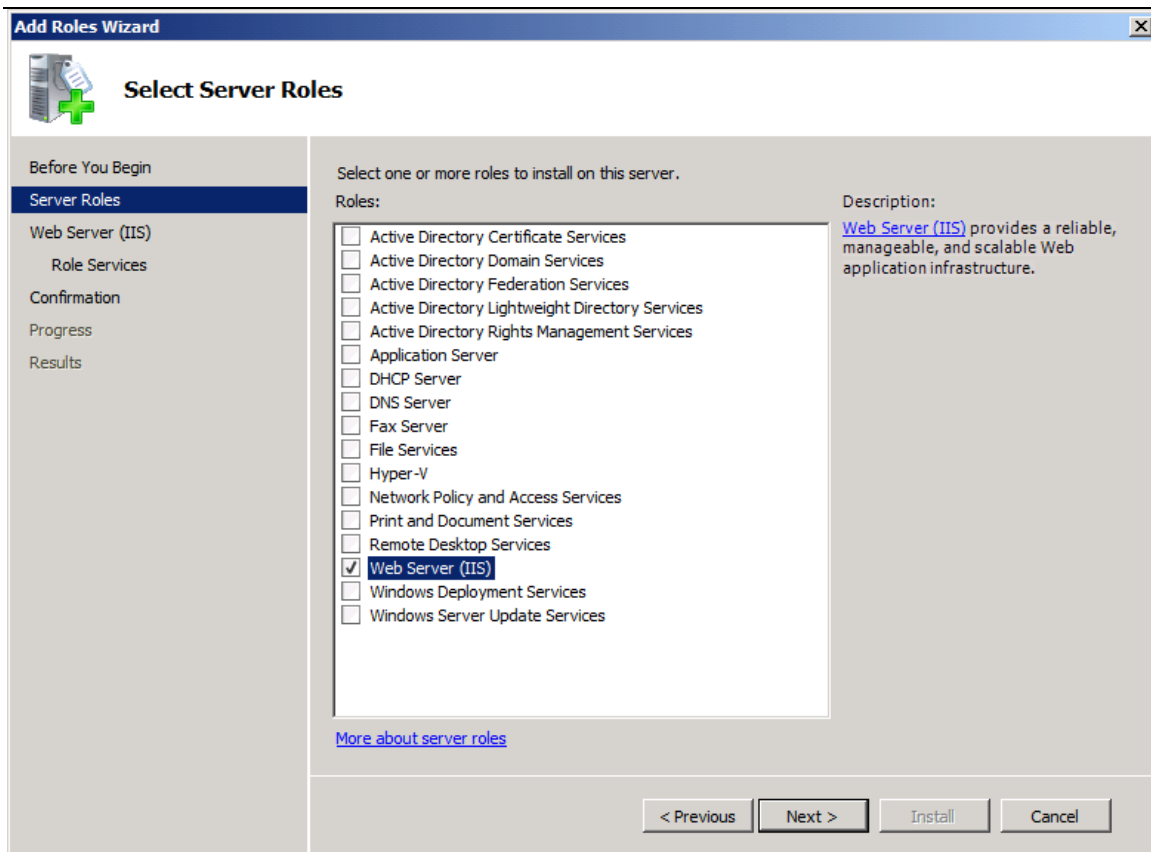 Add Roles Wizard
Select Server Roles
Before You Begin
Server Roles
Web Server (IIS)
Role Services
Confirmation
Progress
Results
Select one or more roles to install on this server.
Roles:
Active Directory Certificate Services
Active Directory Domain Services
Active Directory Federation Services
Active Directory Lightweight Directory Services
Active Directory Rights Management Services
Application Server
DHCP Server
DNS Server
Fax Server
File Services
Hyper-V
Network Policy and Access Services
Print and Document Services
Remote Desktop Services
Web Server (IIS)
Windows Deployment Services
Windows Server Update Services
More about server roles
Description:
Web Server (IIS) provides a reliable,
manageable, and scalable Web
application infrastructure.
< Previous
Next >
Install
Cancel